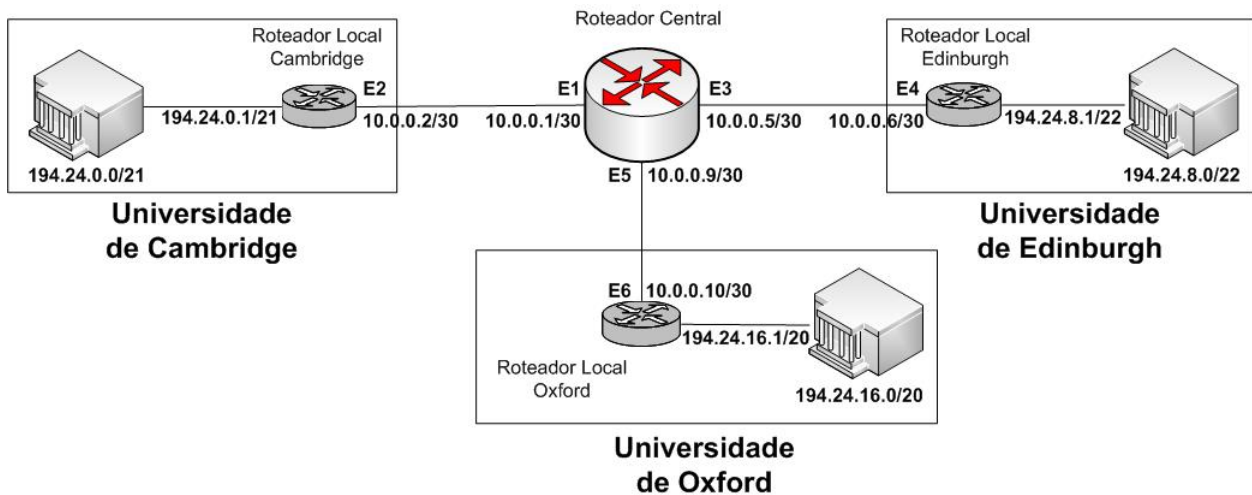 Roteador Central
Roteador Local
Cambridge
E2
194.24.0.1/21
10.0.0.2/30
194.24.0.0/21
Universidade
de Cambridge
E1
10.0.0.1/30
E3
10.0.0.5/30
E5
10.0.0.9/30
Roteador Local
Edinburgh
E4
10.0.0.6/30
194.24.8.1/22
194.24.8.0/22
Universidade
de Edinburgh
E6
10.0.0.10/30
194.24.16.1/20
Roteador Local
Oxford
194.24.16.0/20
Universidade
de Oxford